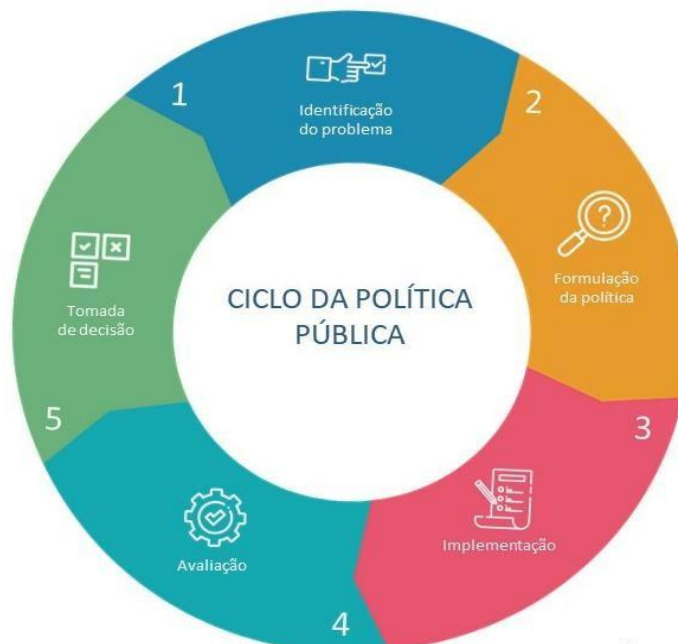 CICLO DA POLÍTICA
PÚBLICA
1
Identificação
do problema
2
Formulação
da política
3
Implementação
4
Avaliação
5
Tomada
de decisão